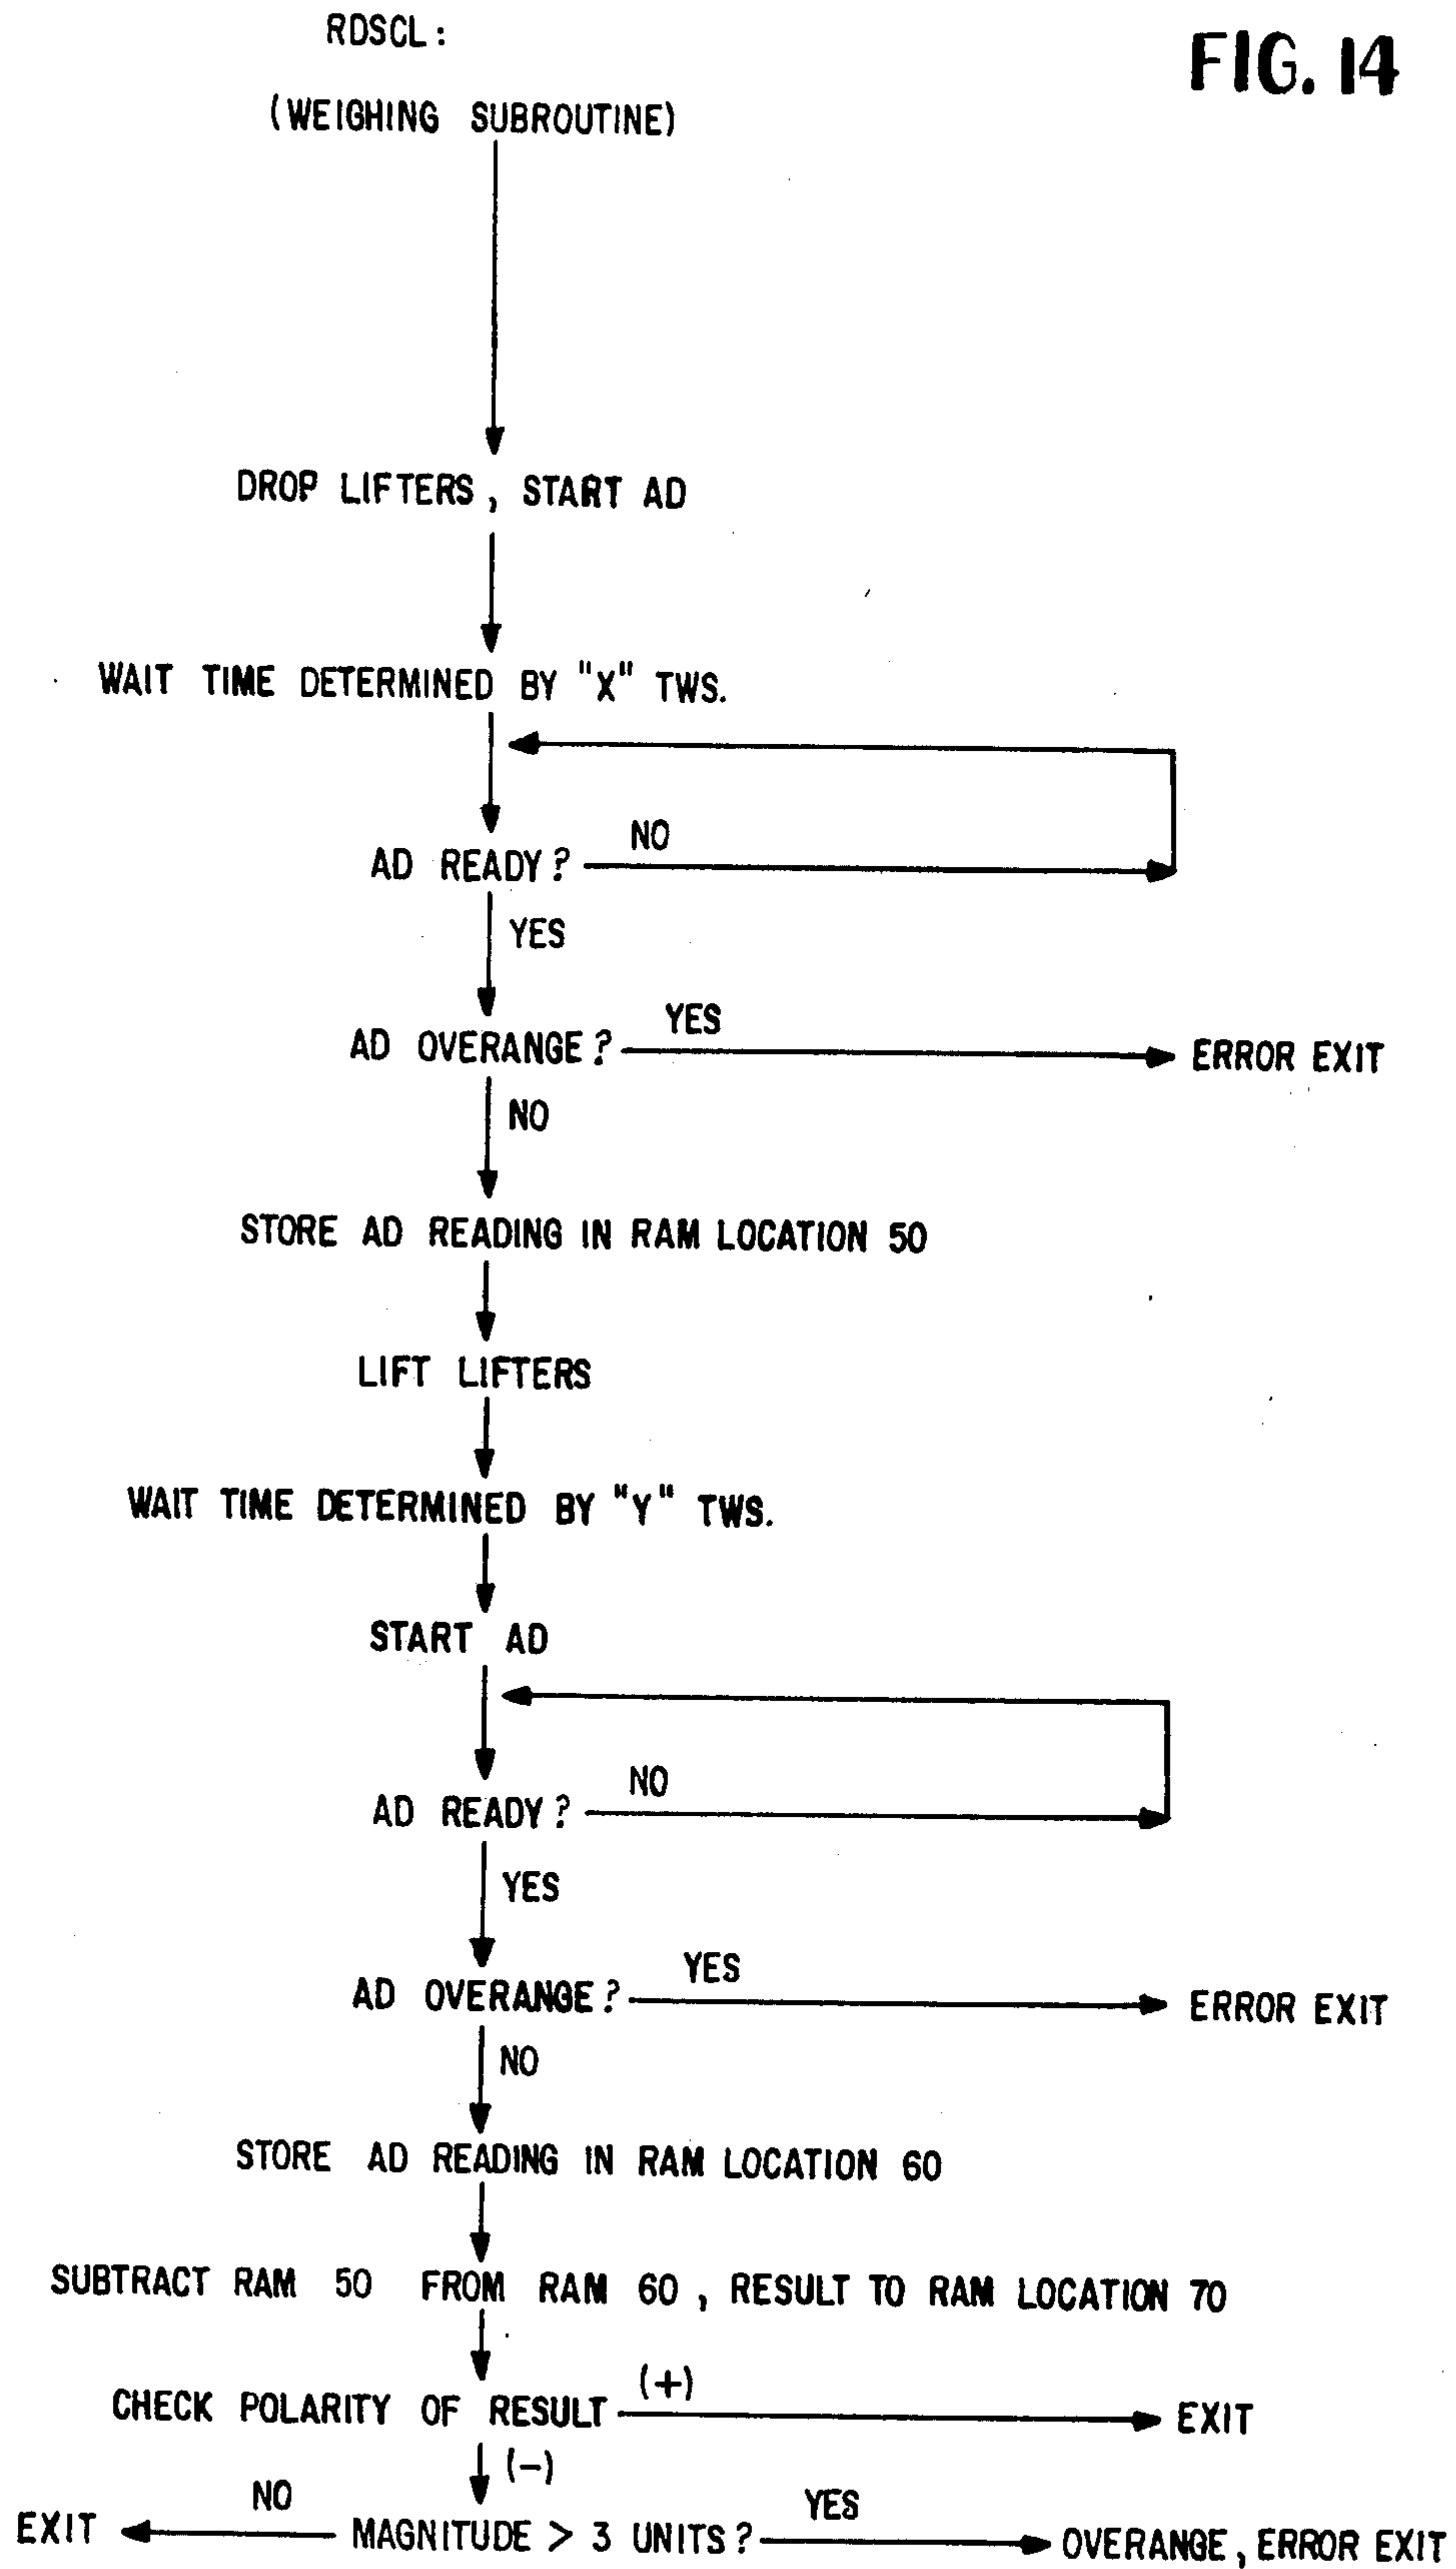 RDSCL:
FIG. 14
(WEIGHING SUBROUTINE)
DROP LIFTERS, START AD
WAIT TIME DETERMINED BY "X" TWS.
NO
AD READY?
YES
YES
AD OVERANGE?
ERROR EXIT
NO
STORE AD READING IN RAM LOCATION 50
LIFT LIFTERS
WAIT TIME DETERMINED BY "Y" TWS.
START AD
NO
AD READY?
YES
YES
AD OVERANGE?
ERROR EXIT
NO
STORE AD READING IN RAM LOCATION 60
SUBTRACT RAM 50 FROM RAM 60, RESULT TO RAM LOCATION 70
(+)
CHECK POLARITY OF RESULT
EXIT
(-)
NO
YES
EXIT
MAGNITUDE > 3 UNITS?
OVERANGE, ERROR EXIT